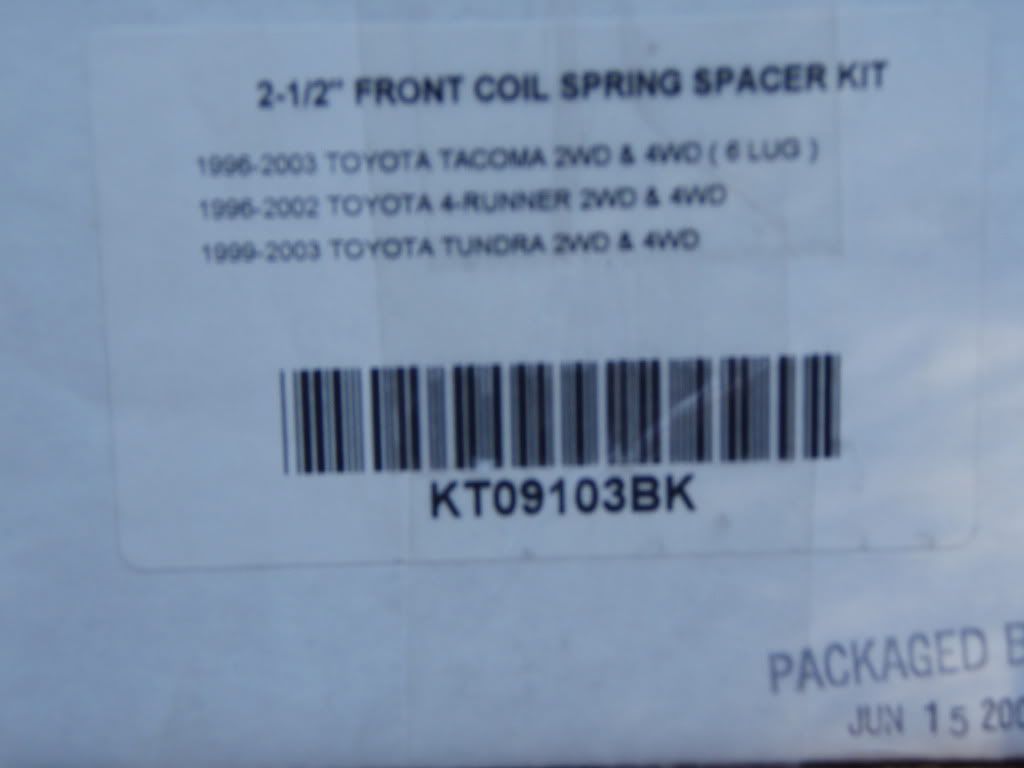 2-1/2" FRONT COIL SPRING SPACER KIT
1996-2003 TOYOTA TACOMA 2WD & 4WD ( 6 LUG )
1996-2002 TOYOTA 4-RUNNER 2WD & 4WD
1999-2003 TOYOTA TUNDRA 2WD & 4WD
KT09103BK
PACKAGED B
JUN 15 200